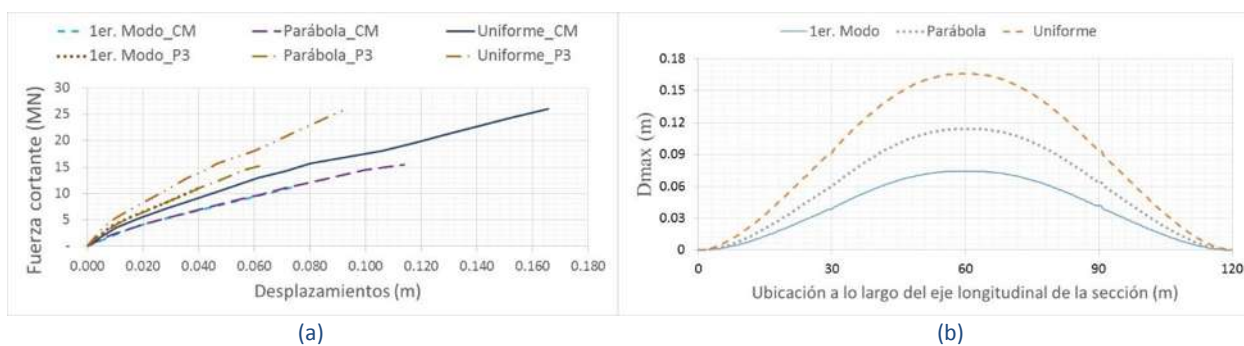 1er. Modo_CM Parábola_CM Uniforme_CM
1er. Modo_P3 Parábola_P3 Uniforme_P3
Fuerza cortante (MN)
30
25
20
15
10
5
-
0.000 0.020 0.040 0.060 0.080 0.100 0.120 0.140 0.160 0.180
Desplazamientos (m)
(a)
1er. Modo Parábola Uniforme
Dmax (m)
0.18
0.15
0.12
0.09
0.06
0.03
0
0 30 60 90 120
Ubicación a lo largo del eje longitudinal de la sección (m)
(b)